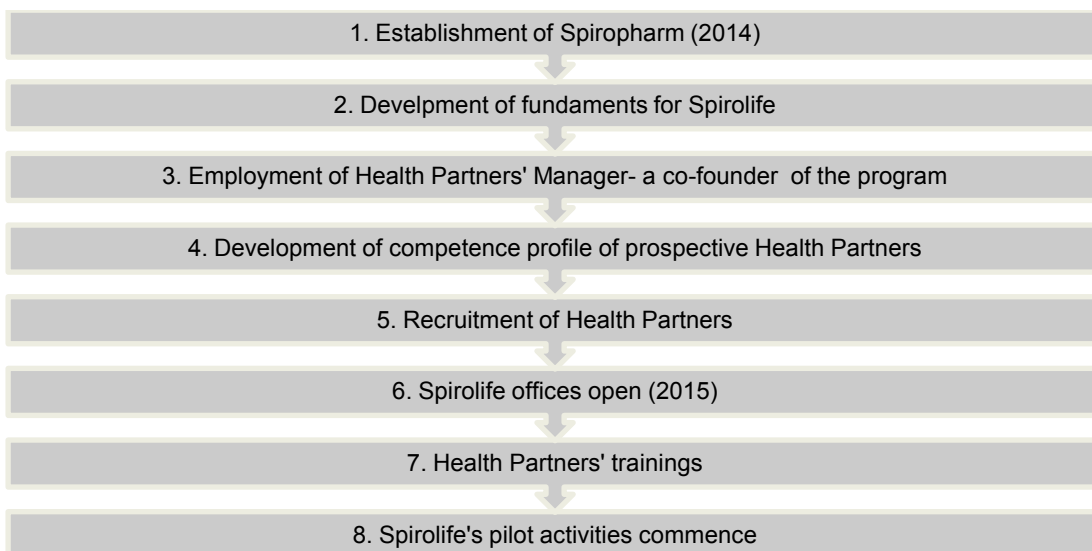 1. Establishment of Spiropharm (2014)
2. Develpment of fundaments for Spirolife
3. Employment of Health Partners' Manager- a co-founder of the program
4. Development of competence profile of prospective Health Partners
5. Recruitment of Health Partners
6. Spirolife offices open (2015)
7. Health Partners' trainings
8. Spirolife's pilot activities commence